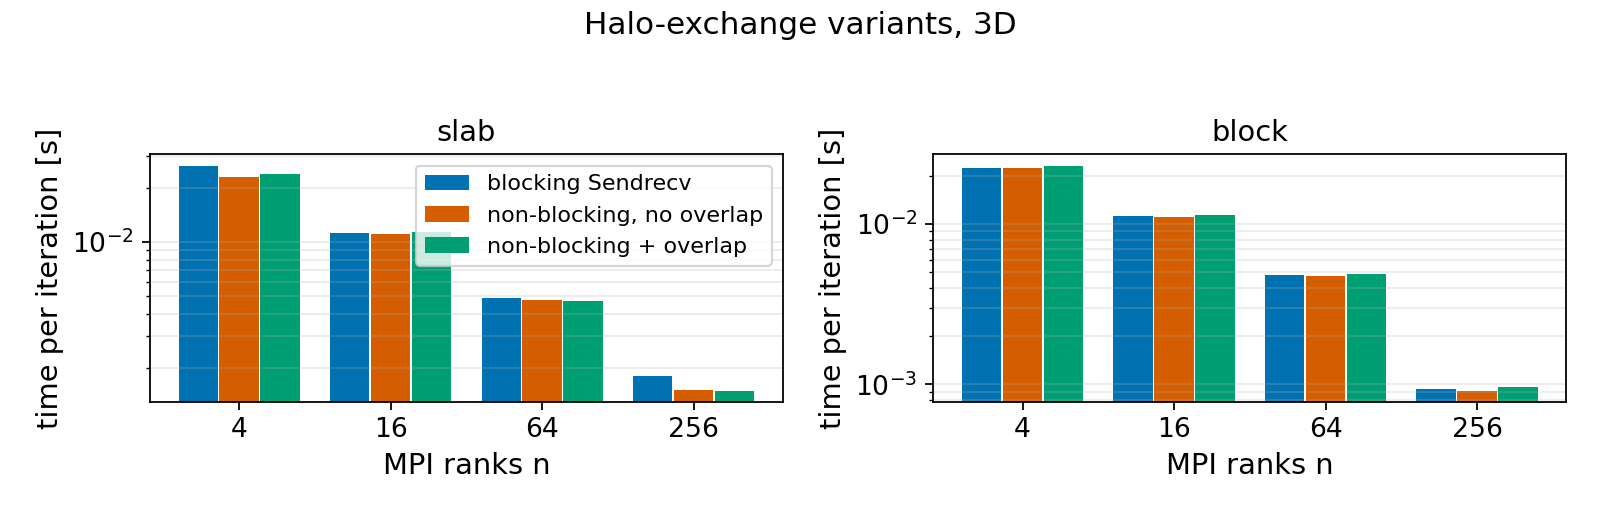 Halo-exchange variants, 3D
slab
time per iteration [s]
10⁻²
blocking Sendrecv
non-blocking, no overlap
non-blocking + overlap
4 16 64 256
MPI ranks n
block
time per iteration [s]
10⁻²
10⁻³
4 16 64 256
MPI ranks n